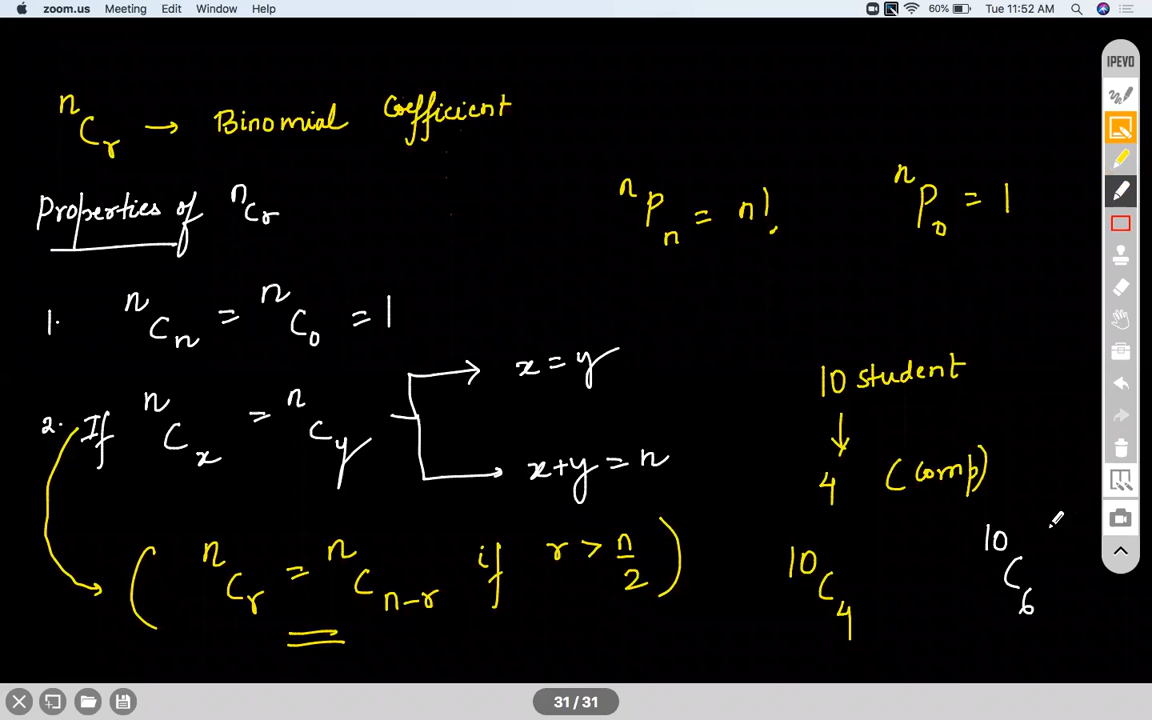 zoom.us Meeting Edit Window Help 60% Tue 11:52 AM
IPEVO
ⁿCᵣ → Binomial Coefficient
Properties of ⁿCᵣ
ⁿPₙ = n! ⁿP₀ = 1
1. ⁿCₙ = ⁿC₀ = 1
2. If ⁿCₓ = ⁿC_y → x = y
→ x+y = n
(ⁿCᵣ = ⁿCₙ₋ᵣ if r > n/2)
10 student
↓
4 (comp)
¹⁰C₄ ¹⁰C₆
31 / 31